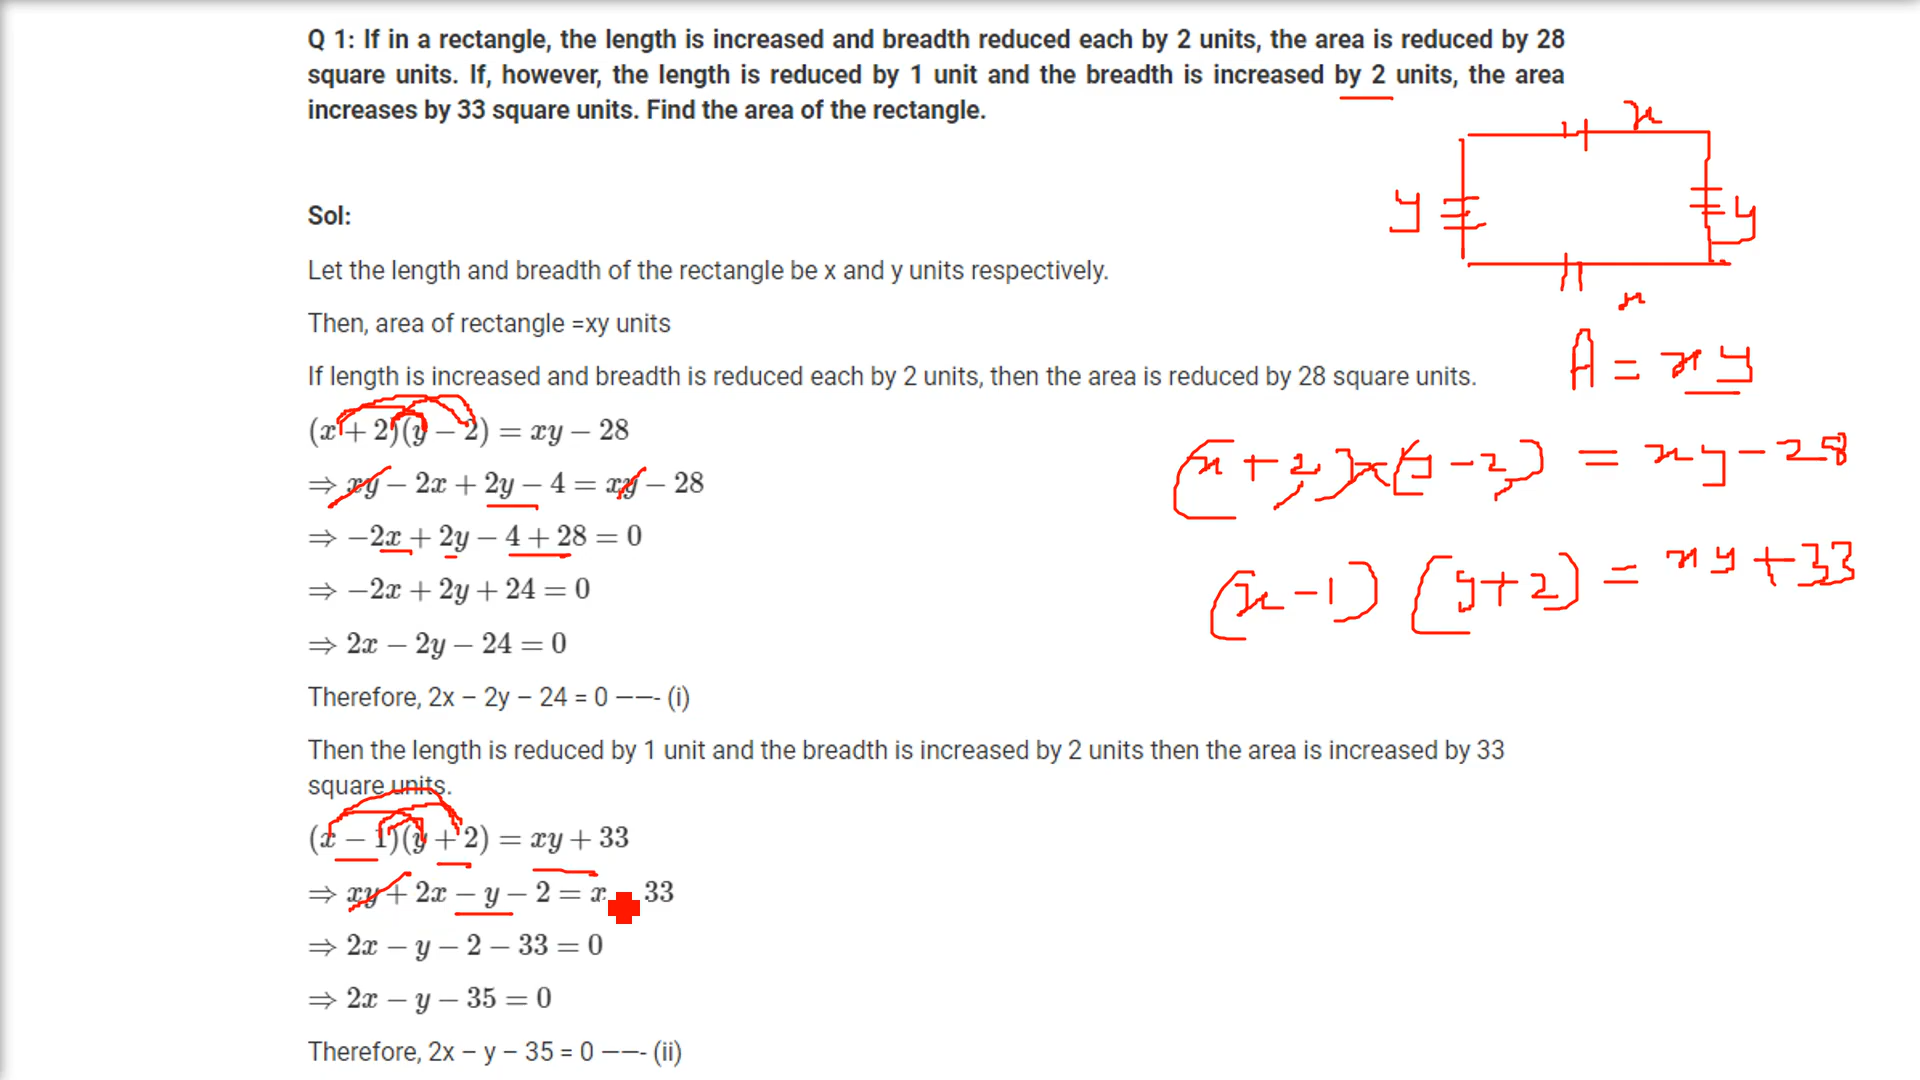 Q 1: If in a rectangle, the length is increased and breadth reduced each by 2 units, the area is reduced by 28
square units. If, however, the length is reduced by 1 unit and the breadth is increased by 2 units, the area
increases by 33 square units. Find the area of the rectangle.
x
y
y
x
Sol:
Let the length and breadth of the rectangle be x and y units respectively.
Then, area of rectangle =xy units
A = xy
If length is increased and breadth is reduced each by 2 units, then the area is reduced by 28 square units.
(x + 2)(y − 2) = xy − 28
(x + 2) x (y − 2) = xy − 28
⇒ xy − 2x + 2y − 4 = xy − 28
⇒ −2x + 2y − 4 + 28 = 0
⇒ −2x + 2y + 24 = 0
(x − 1) (y + 2) = xy + 33
⇒ 2x − 2y − 24 = 0
Therefore, 2x − 2y − 24 = 0 −−−- (i)
Then the length is reduced by 1 unit and the breadth is increased by 2 units then the area is increased by 33
square units.
(x − 1)(y + 2) = xy + 33
⇒ xy + 2x − y − 2 = x 33
⇒ 2x − y − 2 − 33 = 0
⇒ 2x − y − 35 = 0
Therefore, 2x − y − 35 = 0 −−−- (ii)